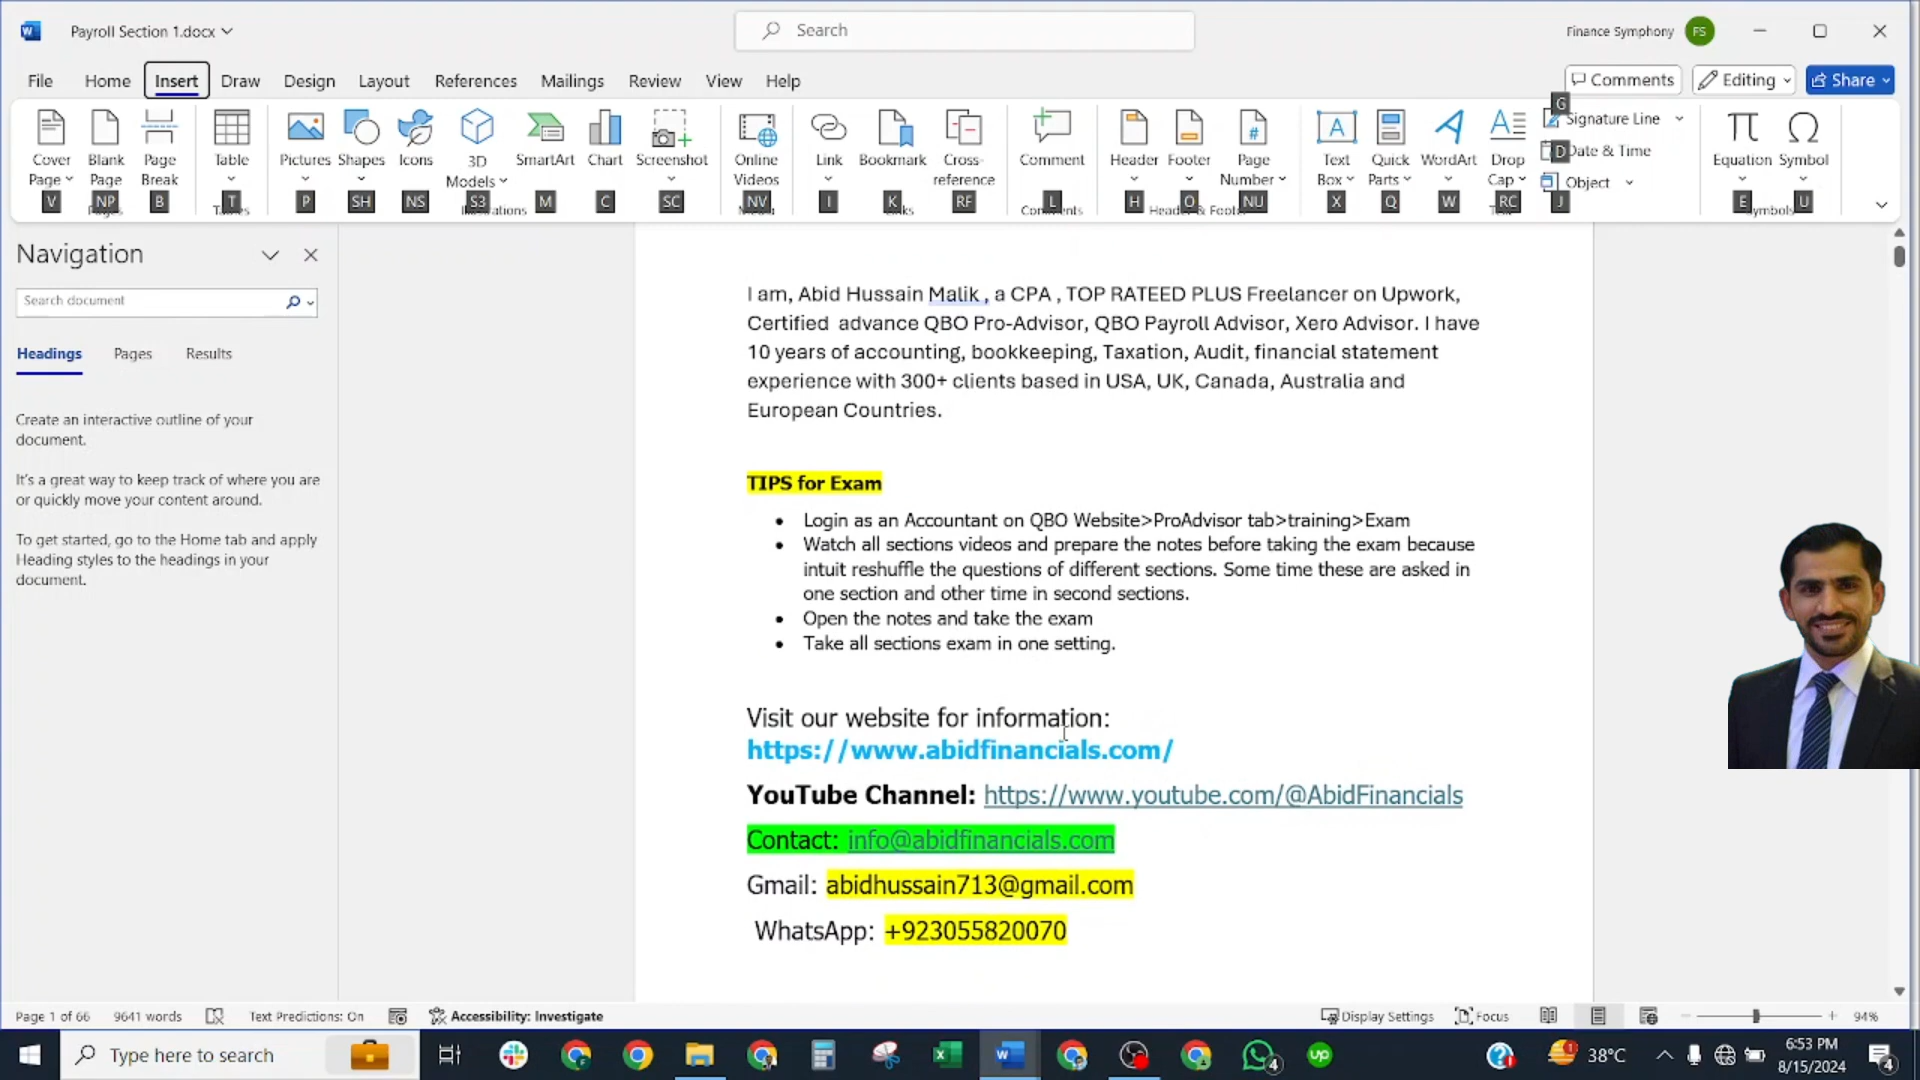 Payroll Section 1.docx
Search
Finance Symphony
FS
File
Home
Insert
Draw
Design
Layout
References
Mailings
Review
View
Help
Comments
Editing
Share
Cover Page
Blank Page
Page Break
Table
Pictures
Shapes
Icons
3D Models
SmartArt
Chart
Screenshot
Online Videos
Link
Bookmark
Cross-reference
Comment
Header
Footer
Page Number
Text Box
Quick Parts
WordArt
Drop Cap
G
Signature Line
D
Date & Time
Object
Equation
Symbol
V
NP
B
T
P
SH
NS
S3
M
C
SC
NV
I
K
RF
L
H
O
NU
X
Q
W
RC
J
E
U
Navigation
Search document
Headings
Pages
Results
Create an interactive outline of your
document.
It's a great way to keep track of where you are
or quickly move your content around.
To get started, go to the Home tab and apply
Heading styles to the headings in your
document.
I am, Abid Hussain Malik , a CPA , TOP RATEED PLUS Freelancer on Upwork,
Certified advance QBO Pro-Advisor, QBO Payroll Advisor, Xero Advisor. I have
10 years of accounting, bookkeeping, Taxation, Audit, financial statement
experience with 300+ clients based in USA, UK, Canada, Australia and
European Countries.
TIPS for Exam
• Login as an Accountant on QBO Website>ProAdvisor tab>training>Exam
• Watch all sections videos and prepare the notes before taking the exam because
intuit reshuffle the questions of different sections. Some time these are asked in
one section and other time in second sections.
• Open the notes and take the exam
• Take all sections exam in one setting.
Visit our website for information:
https://www.abidfinancials.com/
YouTube Channel: https://www.youtube.com/@AbidFinancials
Contact: info@abidfinancials.com
Gmail: abidhussain713@gmail.com
WhatsApp: +923055820070
Page 1 of 66
9641 words
Text Predictions: On
Accessibility: Investigate
Display Settings
Focus
94%
Type here to search
4
up
38°C
6:53 PM
8/15/2024
4